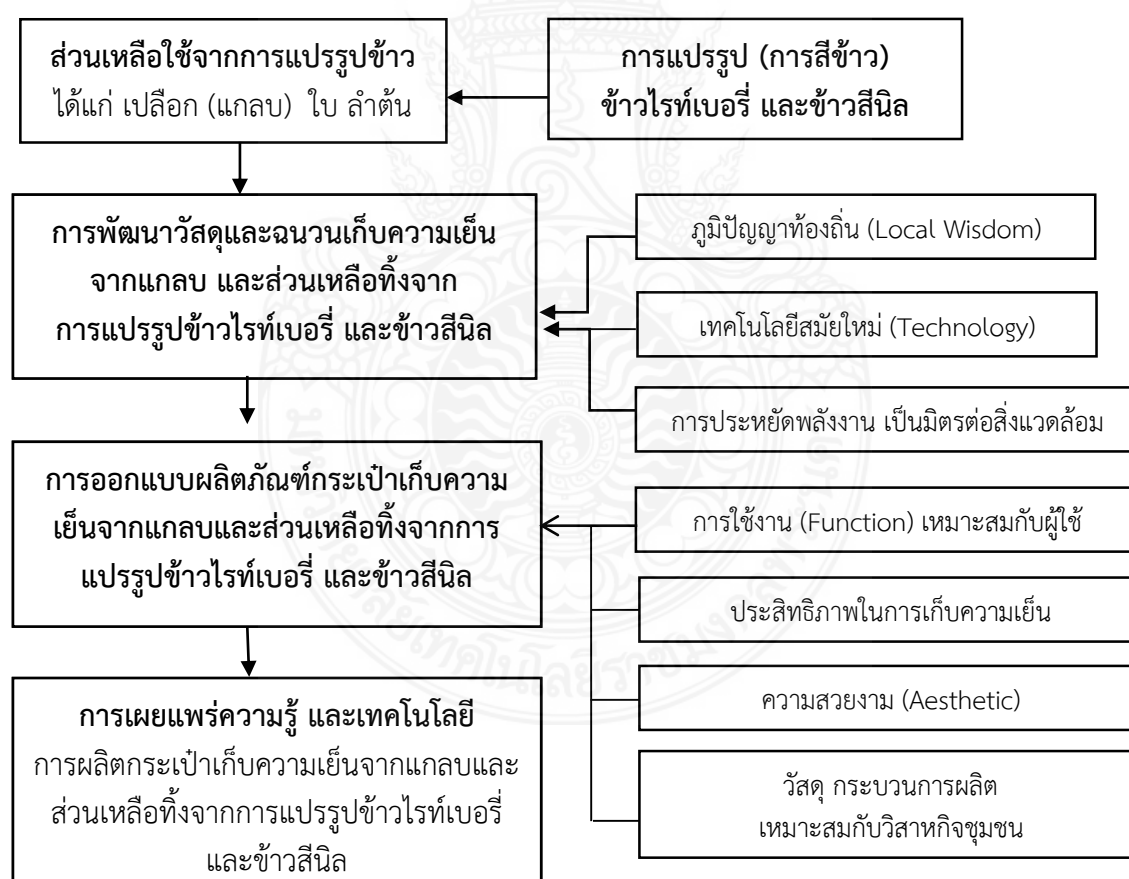 ส่วนเหลือใช้จากการแปรรูปข้าว
ได้แก่ เปลือก (แกลบ) ใบ ลำต้น
การแปรรูป (การสีข้าว)
ข้าวไรท์เบอรี่ และข้าวสีนิล
การพัฒนาวัสดุและฉนวนเก็บความเย็น
จากแกลบ และส่วนเหลือทิ้งจาก
การแปรรูปข้าวไรท์เบอรี่ และข้าวสีนิล
ภูมิปัญญาท้องถิ่น (Local Wisdom)
เทคโนโลยีสมัยใหม่ (Technology)
การประหยัดพลังงาน เป็นมิตรต่อสิ่งแวดล้อม
การออกแบบผลิตภัณฑ์กระเป๋าเก็บความ
เย็นจากแกลบและส่วนเหลือทิ้งจากการ
แปรรูปข้าวไรท์เบอรี่ และข้าวสีนิล
การใช้งาน (Function) เหมาะสมกับผู้ใช้
ประสิทธิภาพในการเก็บความเย็น
ความสวยงาม (Aesthetic)
วัสดุ กระบวนการผลิต
เหมาะสมกับวิสาหกิจชุมชน
การเผยแพร่ความรู้ และเทคโนโลยี
การผลิตกระเป๋าเก็บความเย็นจากแกลบและ
ส่วนเหลือทิ้งจากการแปรรูปข้าวไรท์เบอรี่
และข้าวสีนิล